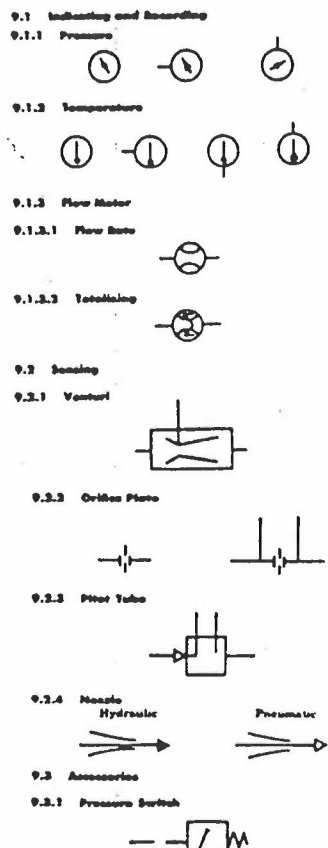 9.1 Indicating and Recording
9.1.1 Pressure
9.1.2 Temperature
9.1.3 Flow Meter
9.1.3.1 Flow Rate
9.1.3.2 Totalizing
9.2 Sensing
9.2.1 Venturi
9.2.2 Orifice Plate
9.2.3 Pitot Tube
9.2.4 Nozzle
Hydraulic Pneumatic
9.3 Accessories
9.3.1 Pressure Switch